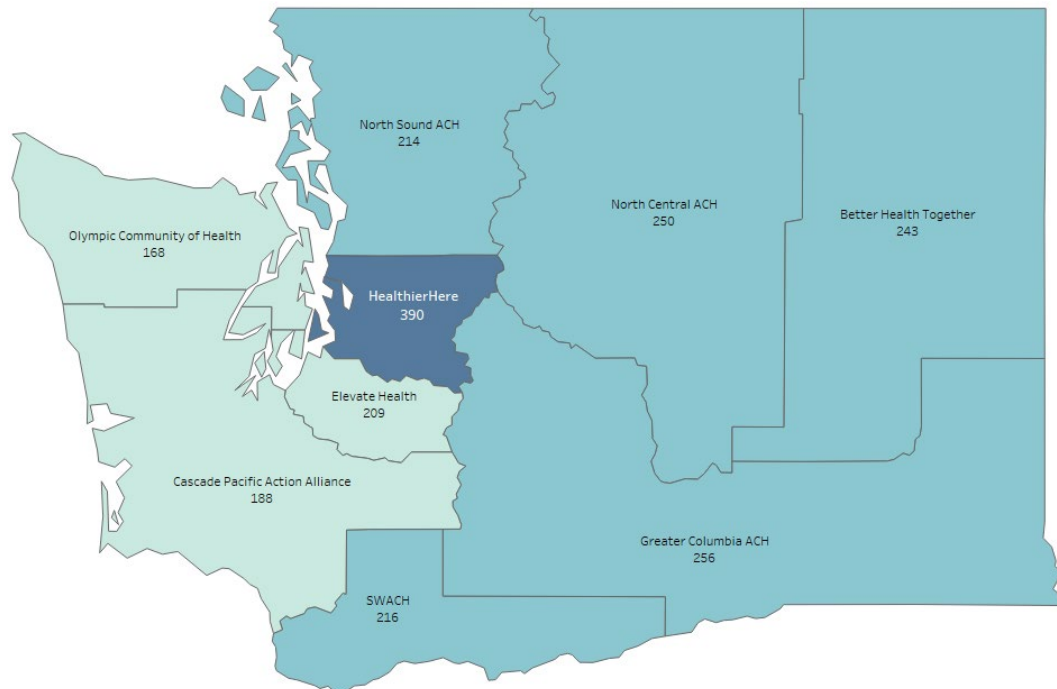 North Sound ACH
214
North Central ACH
250
Better Health Together
243
Olympic Community of Health
168
HealthierHere
390
Elevate Health
209
Cascade Pacific Action Alliance
188
Greater Columbia ACH
256
SWACH
216